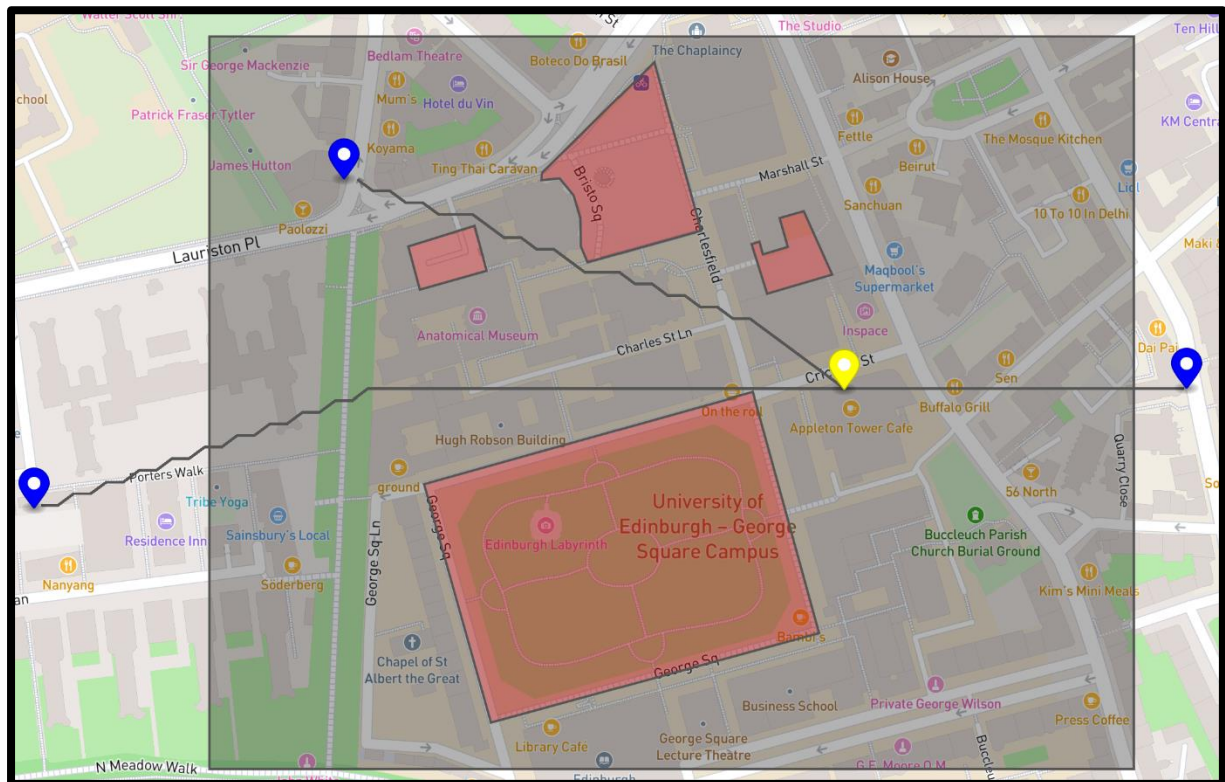 Sir George Mackenzie
Bedlam Theatre
Boteco Do Brasil
The Chaplaincy
The Studio
Ten Hill
School
Patrick Fraser Tytler
Mum's
Hotel du Vin
Alison House
KM Centra
Koyama
Fettle
The Mosque Kitchen
James Hutton
Ting Thai Caravan
Bristo Sq
Marshall St
Beirut
Lidl
Paolozzi
Sanchuan
10 To 10 In Delhi
Lauriston Pl
Charlesfield
Maqbool's
Supermarket
Maki &
Anatomical Museum
Inspace
Charles St Ln
Dai Pai
Sen
On the roll
Buffalo Grill
Appleton Tower Cafe
Hugh Robson Building
Quarry Close
Porters Walk
ground
Tribe Yoga
George Sq
University of
Edinburgh – George
Square Campus
56 North
So
Sainsbury's Local
Residence Inn
Edinburgh Labyrinth
Buccleuch Parish
Church Burial Ground
George Sq Ln
Nanyang
Söderberg
Kim's Mini Meals
an
Bambi's
Chapel of St
Albert the Great
George Sq
Private George Wilson
Business School
Press Coffee
Library Cafe
George Square
Lecture Theatre
Buccleu
N Meadow Walk
Edinburgh
G.F. Moore O.M.